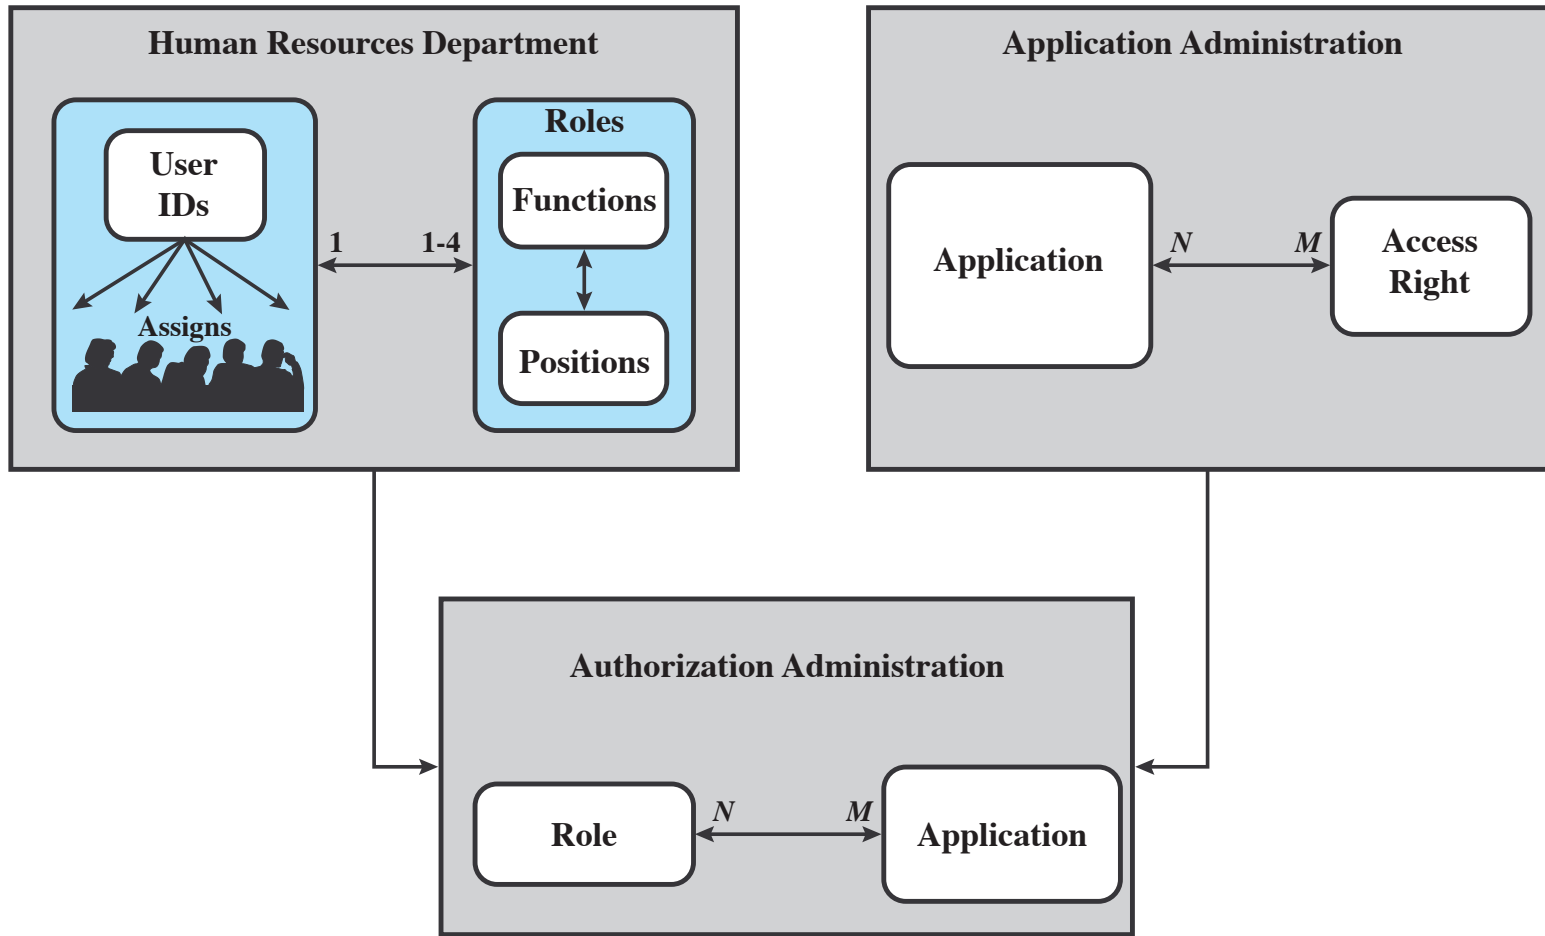 Human Resources Department
User
IDs
Assigns
1
1-4
Roles
Functions
Positions
Application Administration
Application
N
M
Access
Right
Authorization Administration
Role
N
M
Application